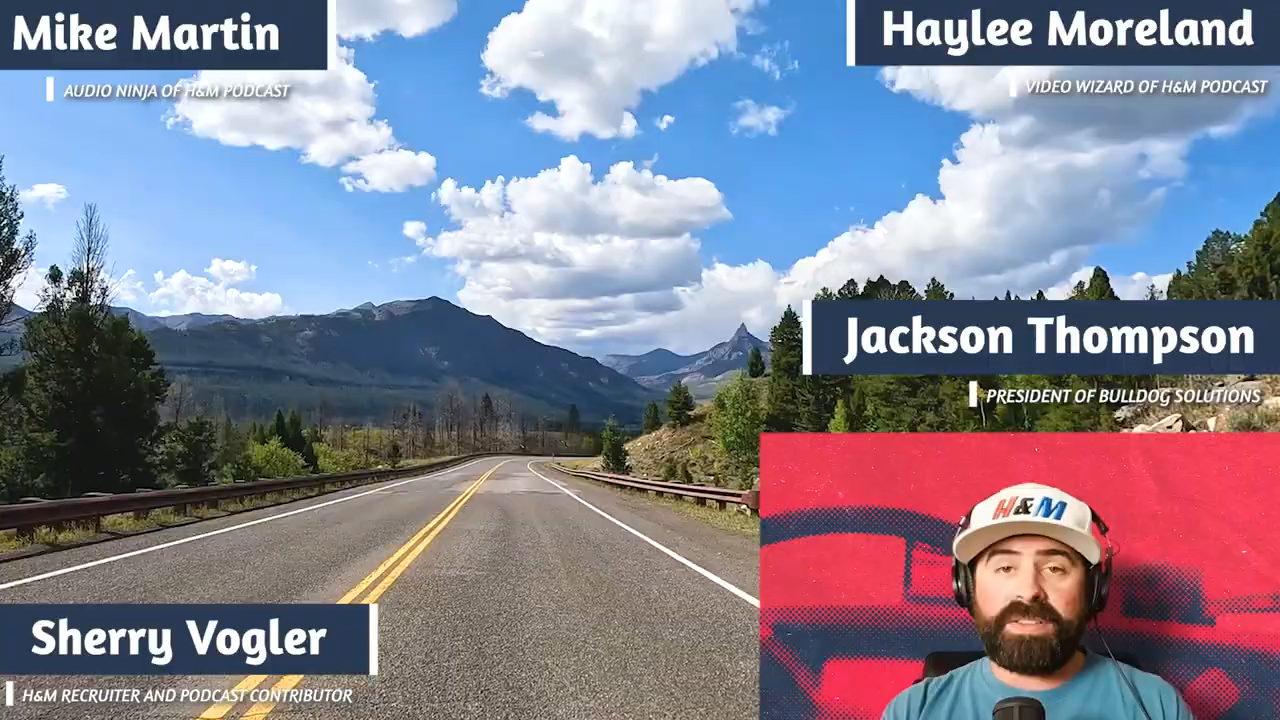 Mike Martin
AUDIO NINJA OF H&M PODCAST
Haylee Moreland
VIDEO WIZARD OF H&M PODCAST
Jackson Thompson
PRESIDENT OF BULLDOG SOLUTIONS
H&M
Sherry Vogler
H&M RECRUITER AND PODCAST CONTRIBUTOR